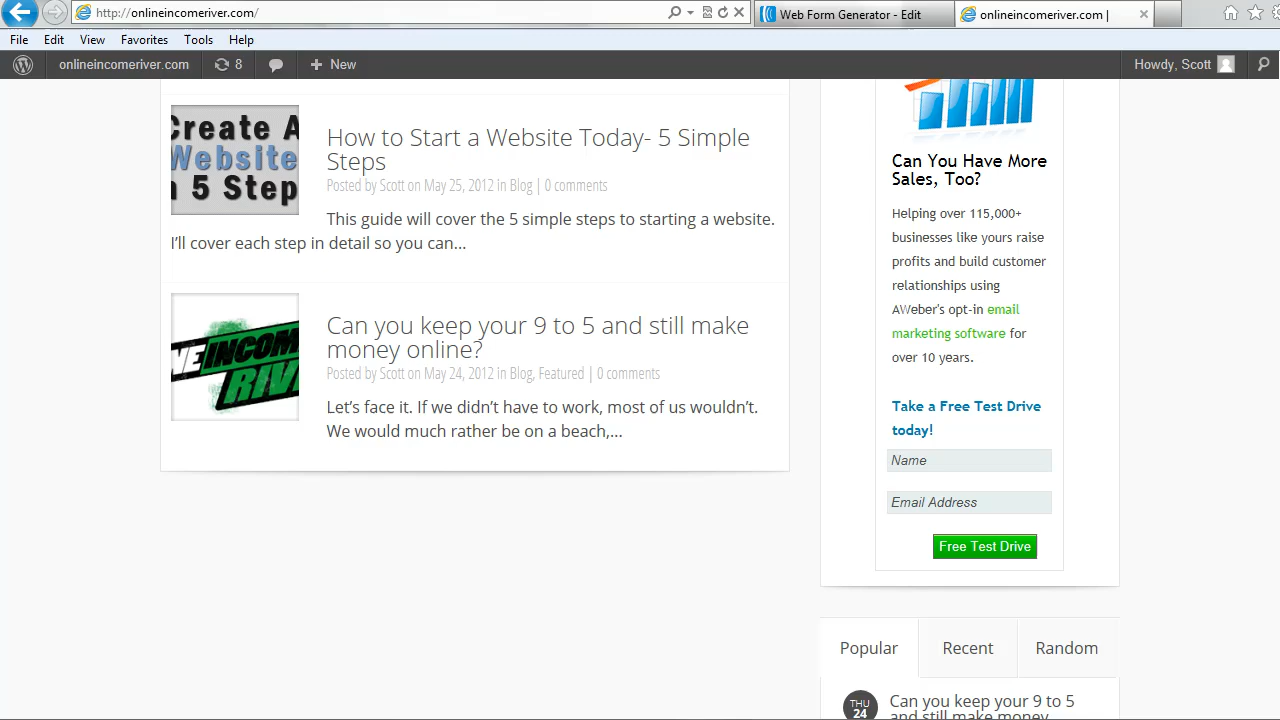 http://onlineincomeriver.com/
Web Form Generator - Edit
onlineincomeriver.com |
File Edit View Favorites Tools Help
onlineincomeriver.com 8 + New Howdy, Scott
Create A
Website
n 5 Step
How to Start a Website Today- 5 Simple
Steps
Posted by Scott on May 25, 2012 in Blog | 0 comments
This guide will cover the 5 simple steps to starting a website.
I’ll cover each step in detail so you can...
NEINCOM
RIVE
Can you keep your 9 to 5 and still make
money online?
Posted by Scott on May 24, 2012 in Blog, Featured | 0 comments
Let’s face it. If we didn’t have to work, most of us wouldn’t.
We would much rather be on a beach,...
Can You Have More
Sales, Too?
Helping over 115,000+
businesses like yours raise
profits and build customer
relationships using
AWeber's opt-in email
marketing software for
over 10 years.
Take a Free Test Drive
today!
Name
Email Address
Free Test Drive
Popular Recent Random
THU
24
Can you keep your 9 to 5
and still make money